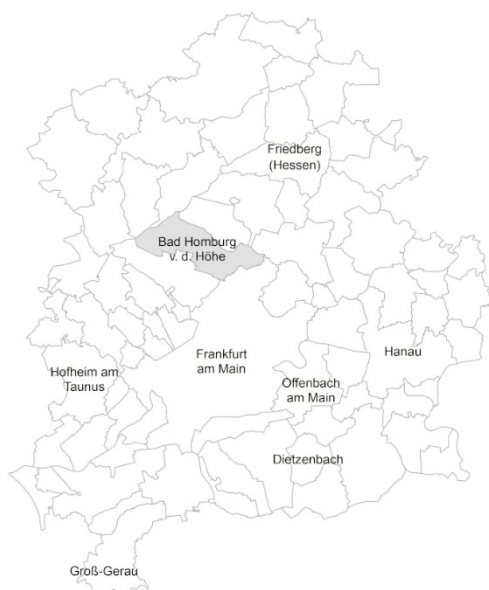 Friedberg
(Hessen)
Bad Homburg
v. d. Höhe
Frankfurt
am Main
Hanau
Hofheim am
Taunus
Offenbach
am Main
Dietzenbach
Groß-Gerau